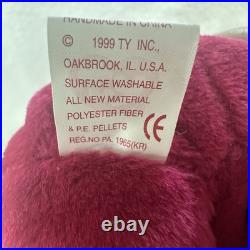 HANDMADE IN CHINA
© 1999 TY INC.,
OAKBROOK, IL. U.S.A.
SURFACE WASHABLE
ALL NEW MATERIAL
POLYESTER FIBER
& P.E. PELLETS CE
REG.NO PA. 1965(KR)